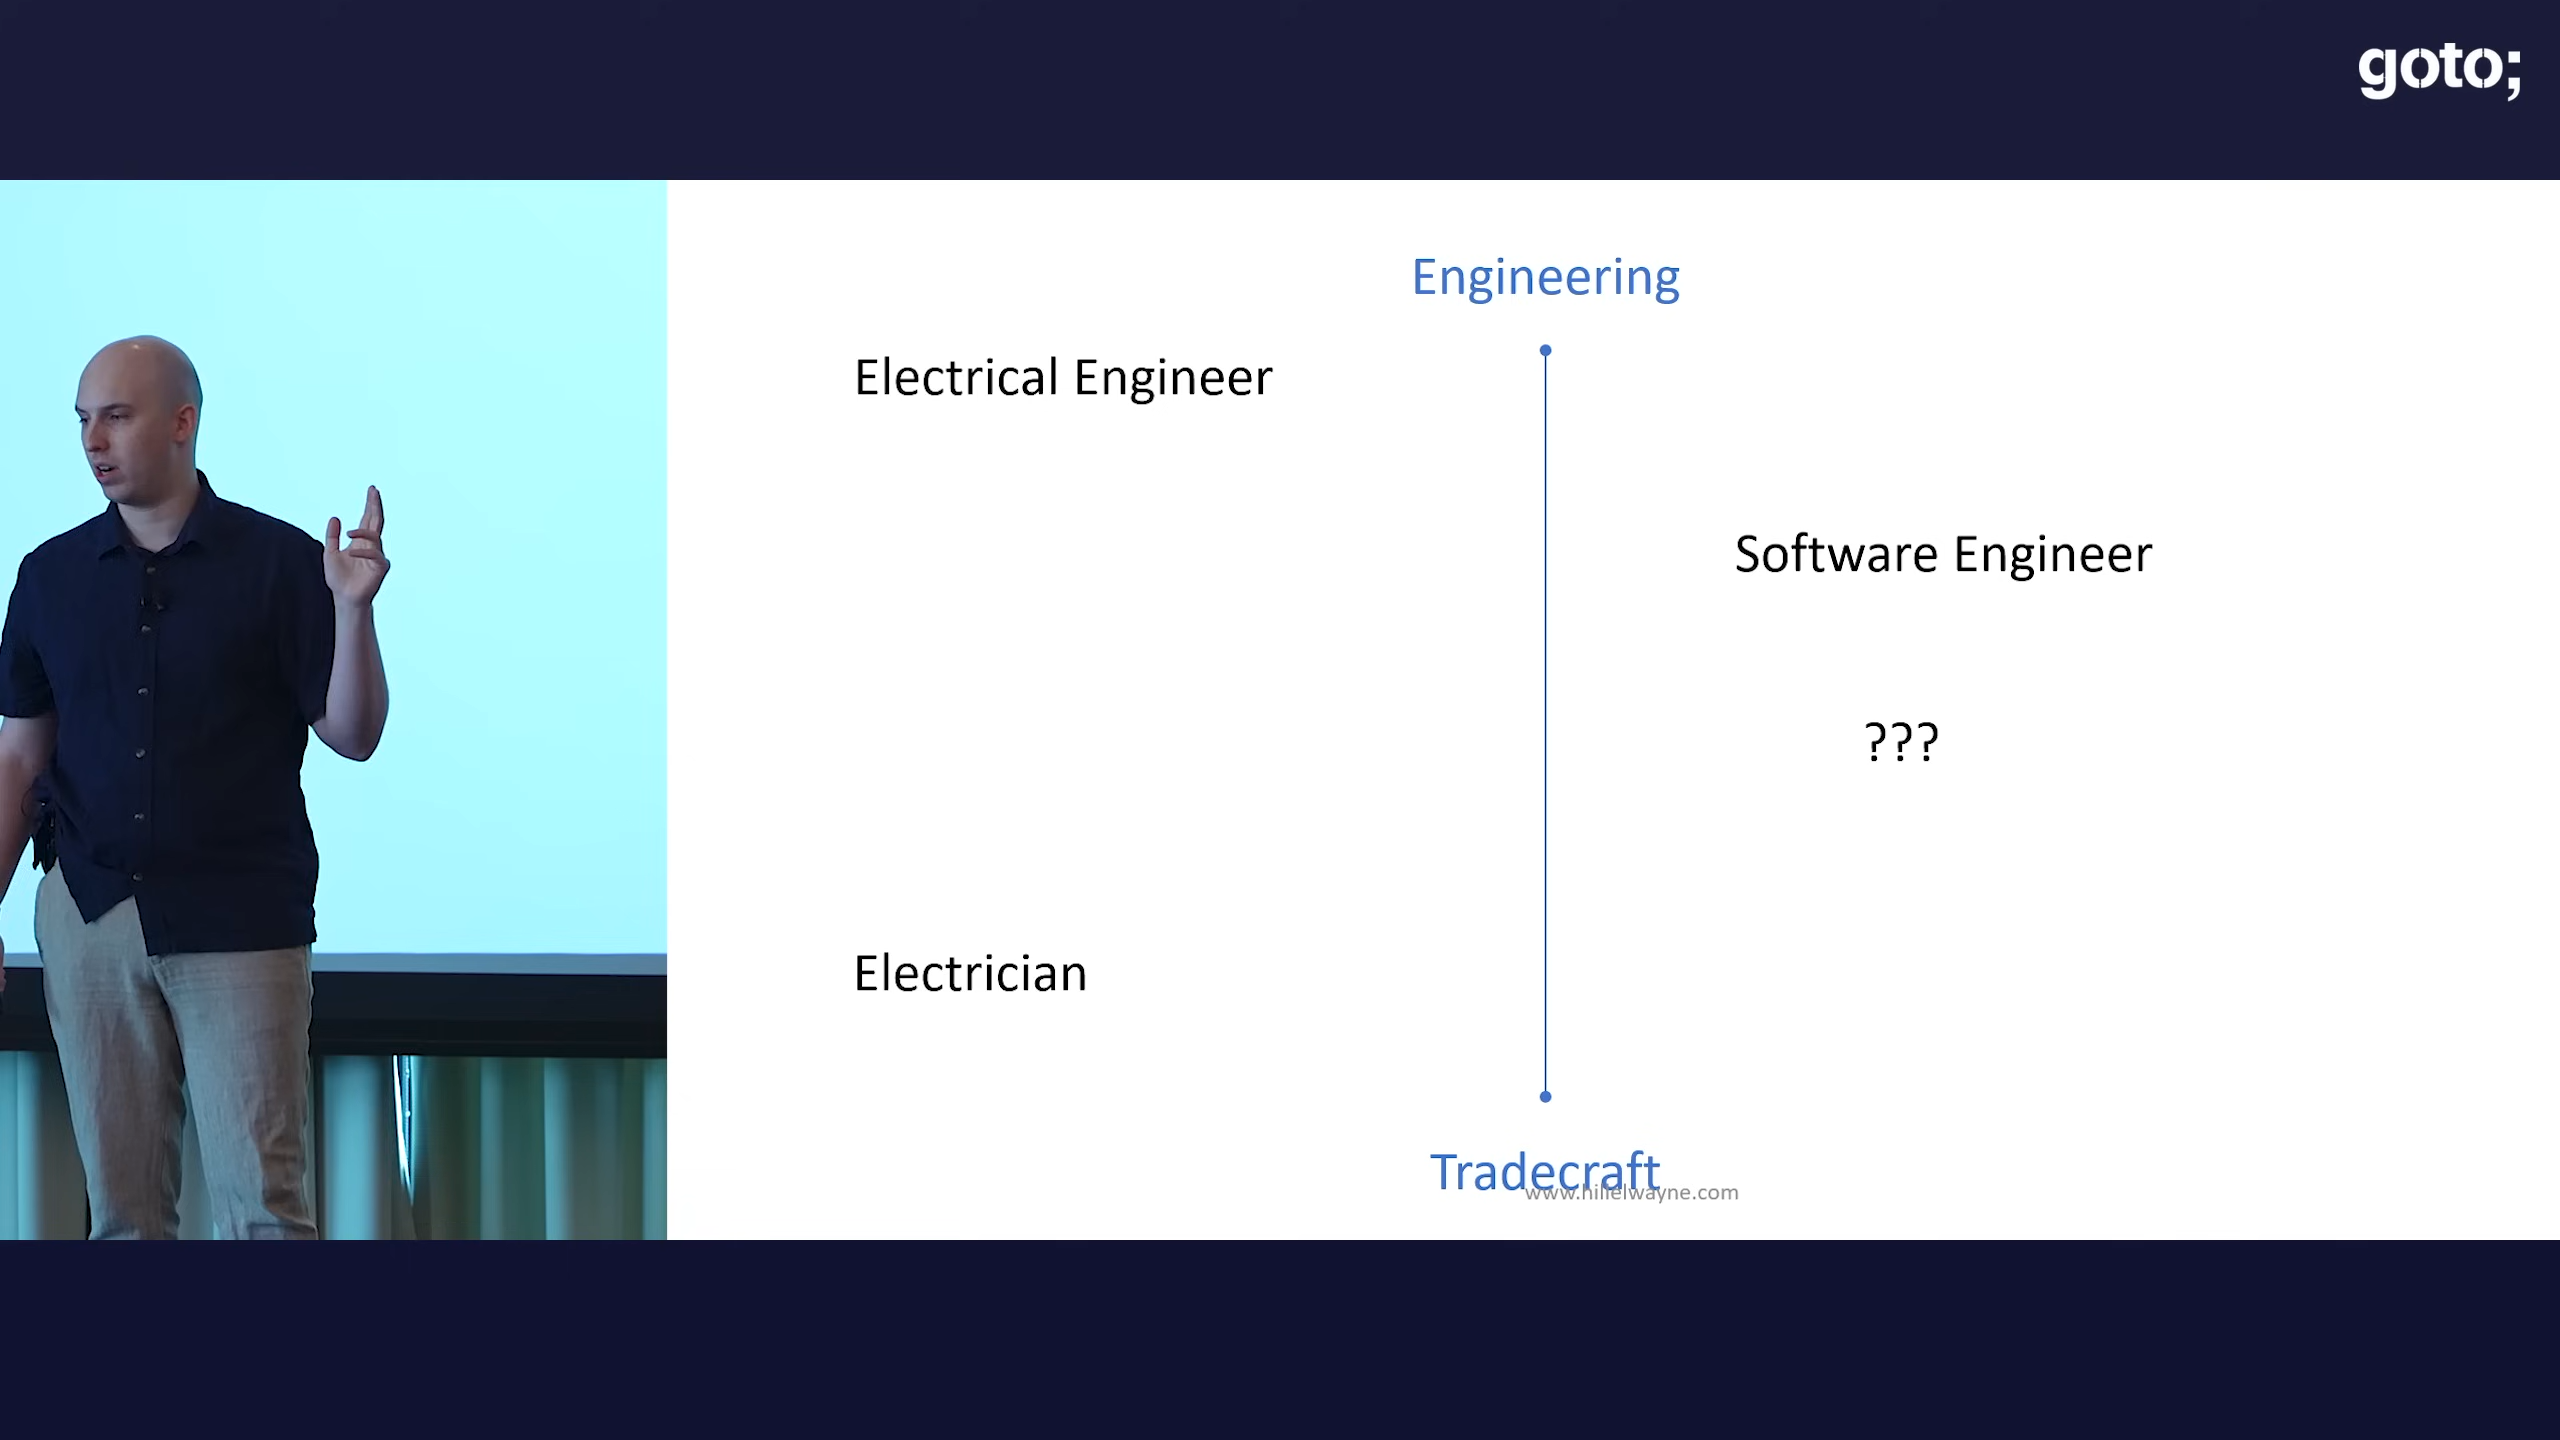 goto;
Engineering
Electrical Engineer
Software Engineer
???
Electrician
Tradecraft
www.hillelwayne.com